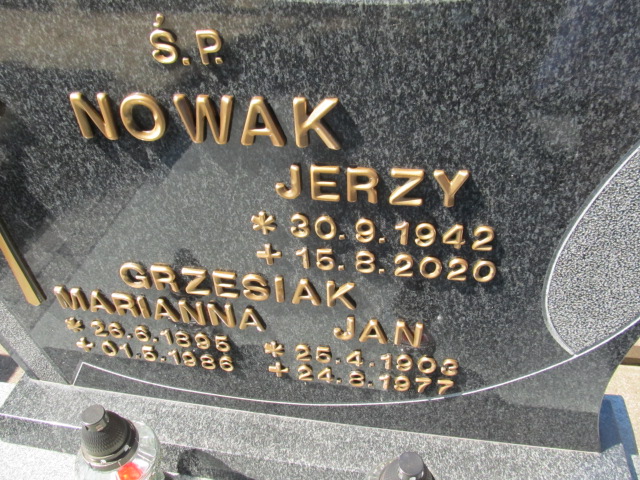 Ś.P.
NOWAK
JERZY
* 30.9.1942
+ 15.8.2020
GRZESIAK
MARIANNA JAN
* 26.6.1895 * 25.4.1903
+ 01.5.1986 + 24.8.1977